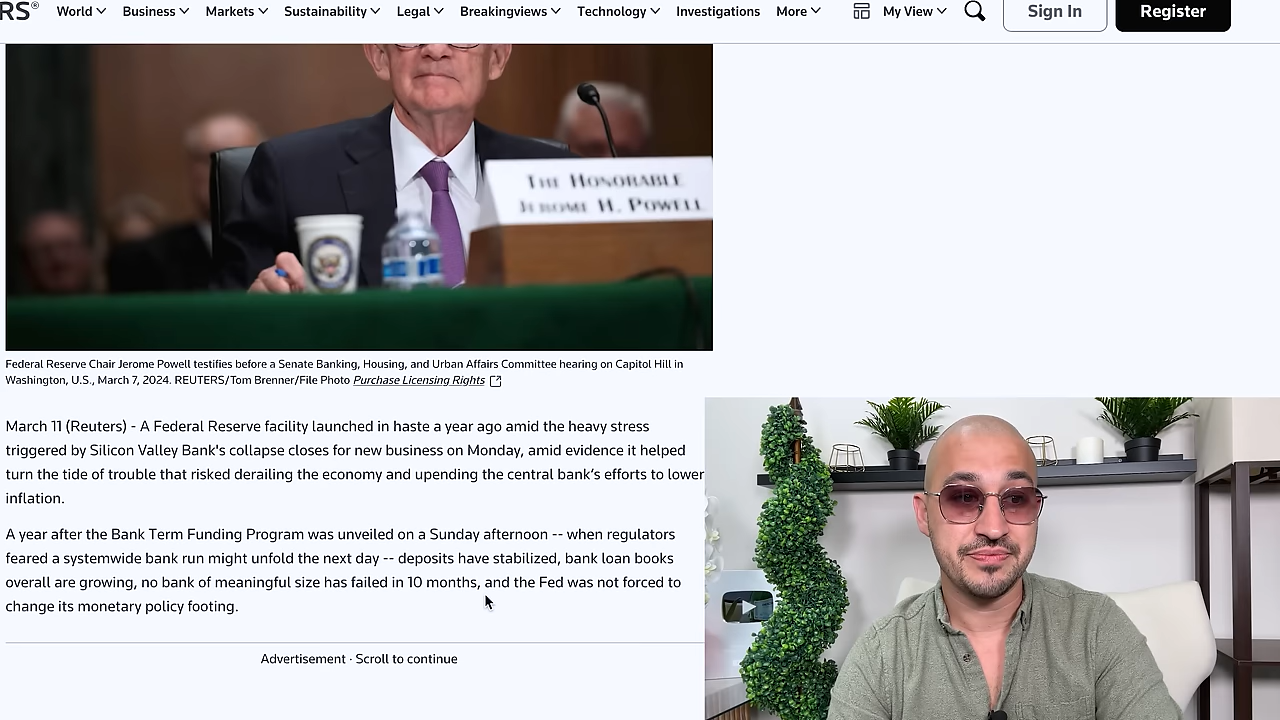 RS®
World Business Markets Sustainability Legal Breakingviews Technology Investigations More My View Sign In Register
THE HONORABLE
JEROME H. POWELL
Federal Reserve Chair Jerome Powell testifies before a Senate Banking, Housing, and Urban Affairs Committee hearing on Capitol Hill in
Washington, U.S., March 7, 2024. REUTERS/Tom Brenner/File Photo Purchase Licensing Rights
March 11 (Reuters) - A Federal Reserve facility launched in haste a year ago amid the heavy stress
triggered by Silicon Valley Bank's collapse closes for new business on Monday, amid evidence it helped
turn the tide of trouble that risked derailing the economy and upending the central bank’s efforts to lower
inflation.
A year after the Bank Term Funding Program was unveiled on a Sunday afternoon -- when regulators
feared a systemwide bank run might unfold the next day -- deposits have stabilized, bank loan books
overall are growing, no bank of meaningful size has failed in 10 months, and the Fed was not forced to
change its monetary policy footing.
Advertisement · Scroll to continue